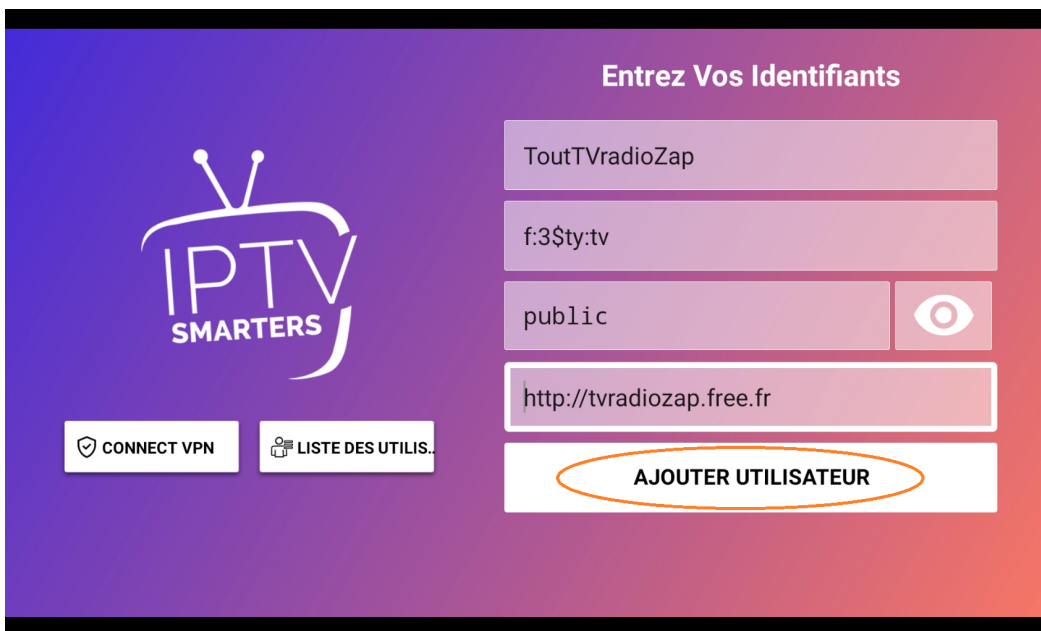 IPTV
SMARTERS
CONNECT VPN
LISTE DES UTILIS..
Entrez Vos Identifiants
ToutTVradioZap
f:3$ty:tv
public
http://tvradiozap.free.fr
AJOUTER UTILISATEUR